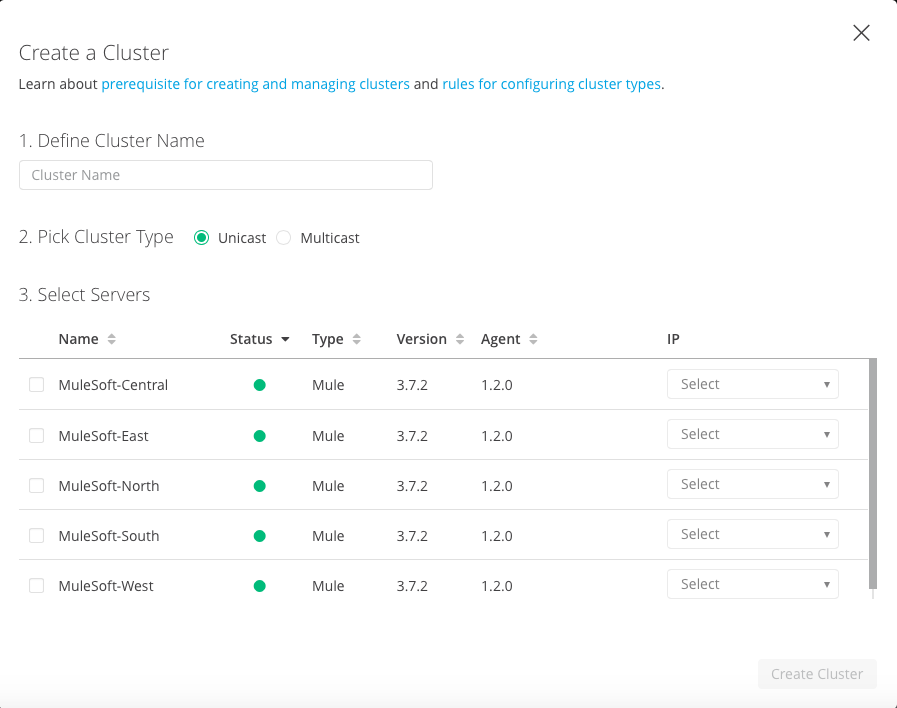 Create a Cluster
Learn about prerequisite for creating and managing clusters and rules for configuring cluster types.
1. Define Cluster Name
Cluster Name
2. Pick Cluster Type Unicast Multicast
3. Select Servers
Name Status Type Version Agent IP
MuleSoft-Central Mule 3.7.2 1.2.0 Select
MuleSoft-East Mule 3.7.2 1.2.0 Select
MuleSoft-North Mule 3.7.2 1.2.0 Select
MuleSoft-South Mule 3.7.2 1.2.0 Select
MuleSoft-West Mule 3.7.2 1.2.0 Select
Create Cluster